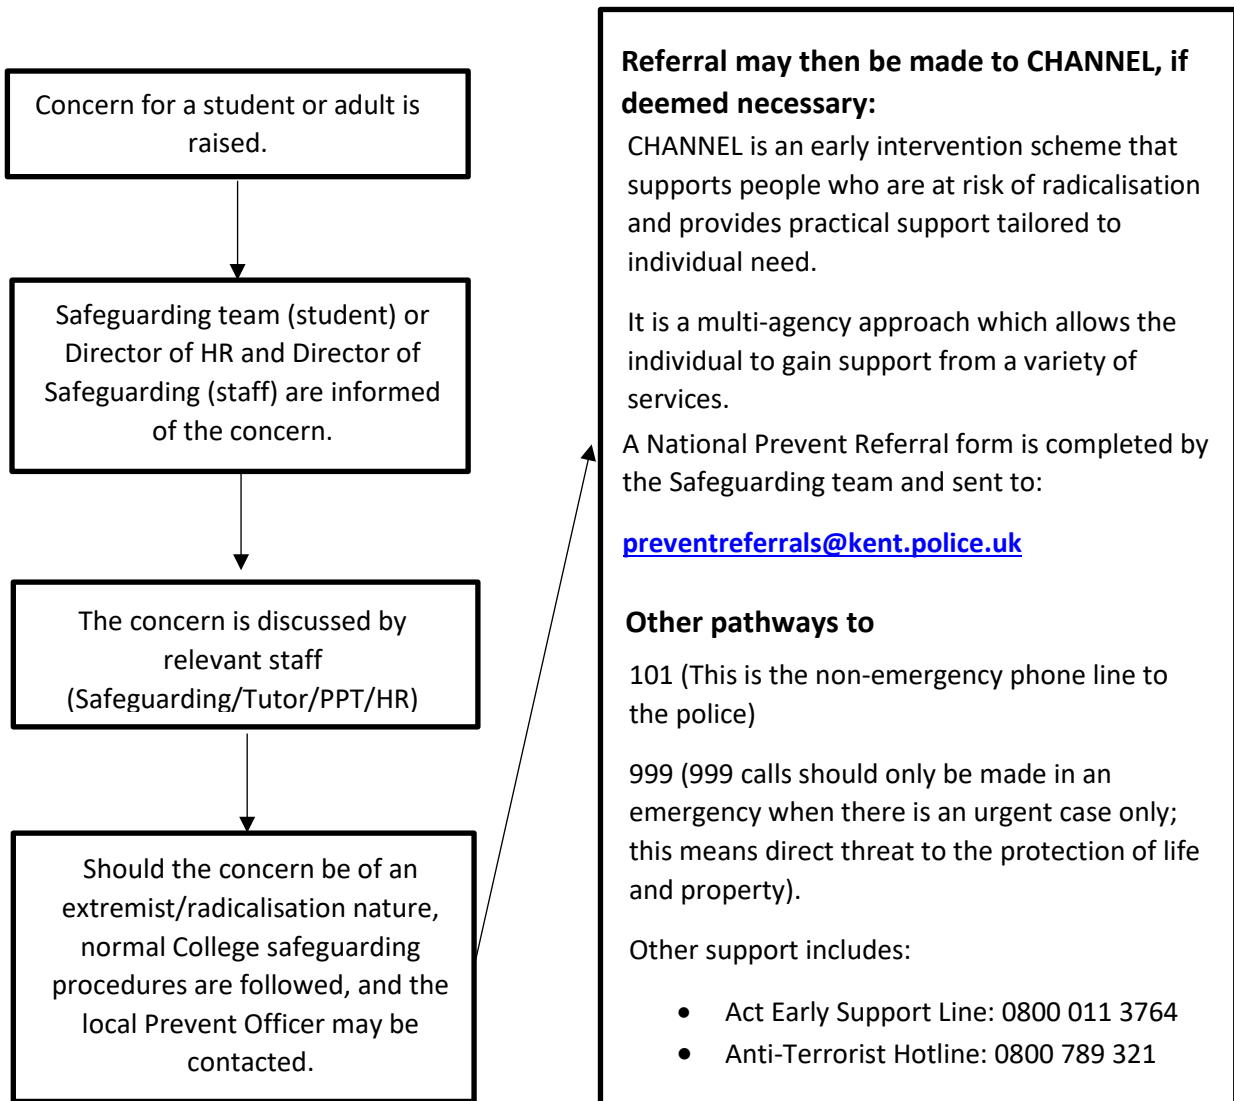 Concern for a student or adult is
raised.
Safeguarding team (student) or
Director of HR and Director of
Safeguarding (staff) are informed
of the concern.
The concern is discussed by
relevant staff
(Safeguarding/Tutor/PPT/HR)
Should the concern be of an
extremist/radicalisation nature,
normal College safeguarding
procedures are followed, and the
local Prevent Officer may be
contacted.
Referral may then be made to CHANNEL, if
deemed necessary:
CHANNEL is an early intervention scheme that
supports people who are at risk of radicalisation
and provides practical support tailored to
individual need.
It is a multi-agency approach which allows the
individual to gain support from a variety of
services.
A National Prevent Referral form is completed by
the Safeguarding team and sent to:
preventreferrals@kent.police.uk
Other pathways to
101 (This is the non-emergency phone line to
the police)
999 (999 calls should only be made in an
emergency when there is an urgent case only;
this means direct threat to the protection of life
and property).
Other support includes:
• Act Early Support Line: 0800 011 3764
• Anti-Terrorist Hotline: 0800 789 321